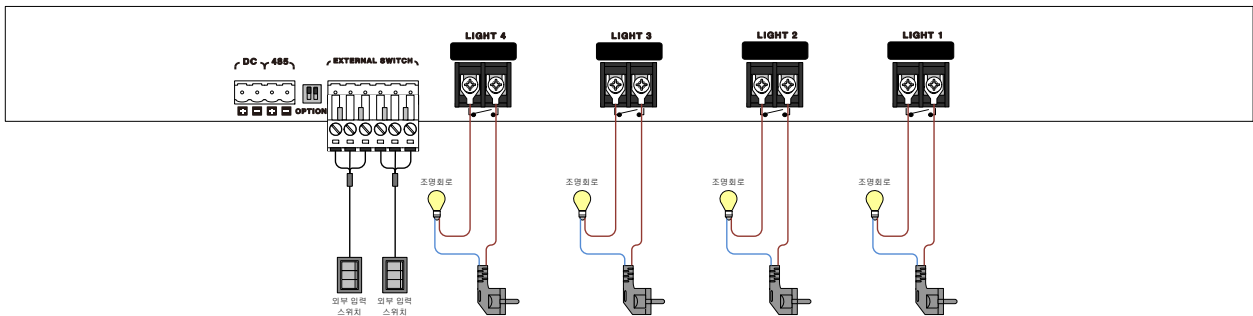 LIGHT 4
LIGHT 3
LIGHT 2
LIGHT 1
DC 485
EXTERNAL SWITCH
+ - + - OPTION
조명회로
조명회로
조명회로
조명회로
외부 입력
스위치
외부 입력
스위치